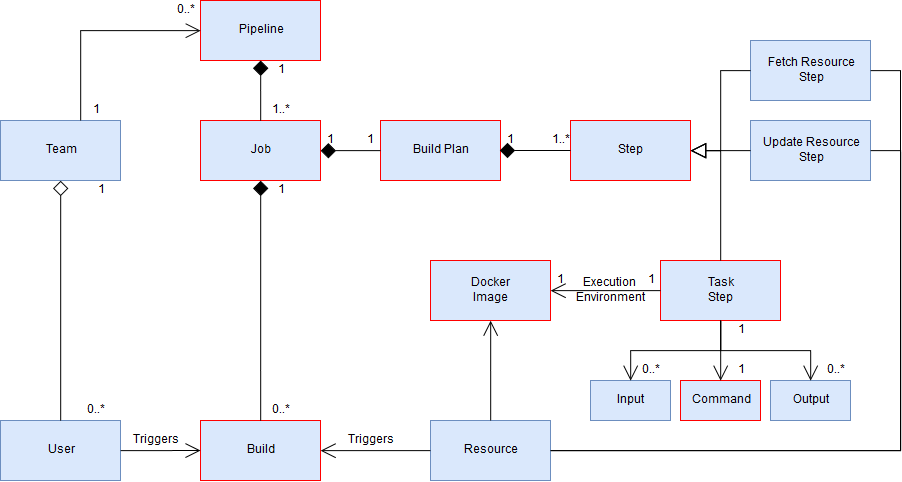 0..*
Pipeline
Fetch Resource
Step
1
1
1..*
Team
Job
1
1
Build Plan
1
1..*
Step
Update Resource
Step
1
1
Docker
Image
1
Execution
Environment
1
Task
Step
1
0..*
1
0..*
Input
Command
Output
0..*
0..*
User
Triggers
Build
Triggers
Resource